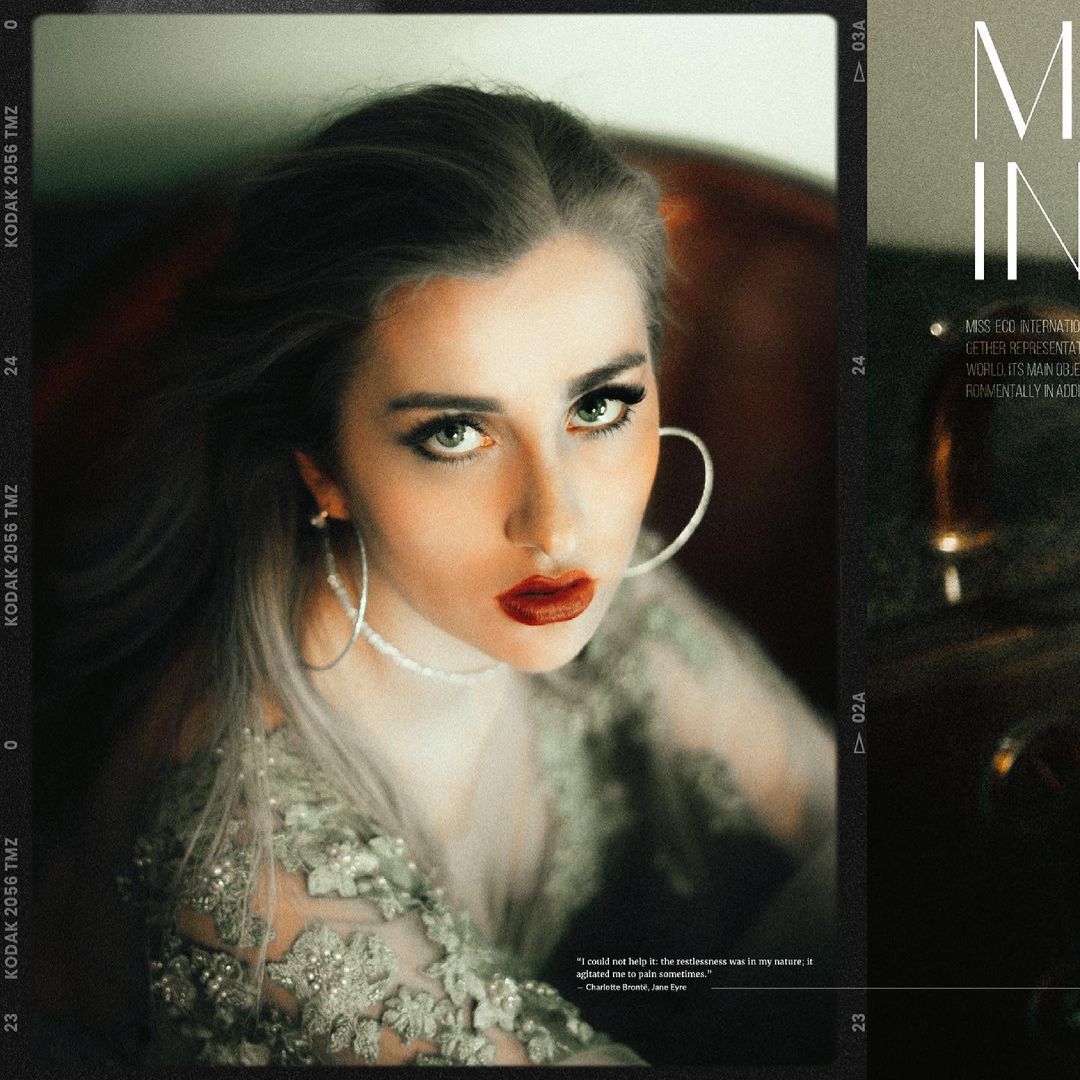 0
KODAK 2056 TMZ
24
KODAK 2056 TMZ
0
KODAK 2056 TMZ
23
03A
24
02A
23
M
IN
MISS ECO INTERNATIO
GETHER REPRESENTAT
WORLD. ITS MAIN OBJE
RONMENTALLY IN ADDI
“I could not help it: the restlessness was in my nature; it
agitated me to pain sometimes.”
— Charlotte Brontë, Jane Eyre